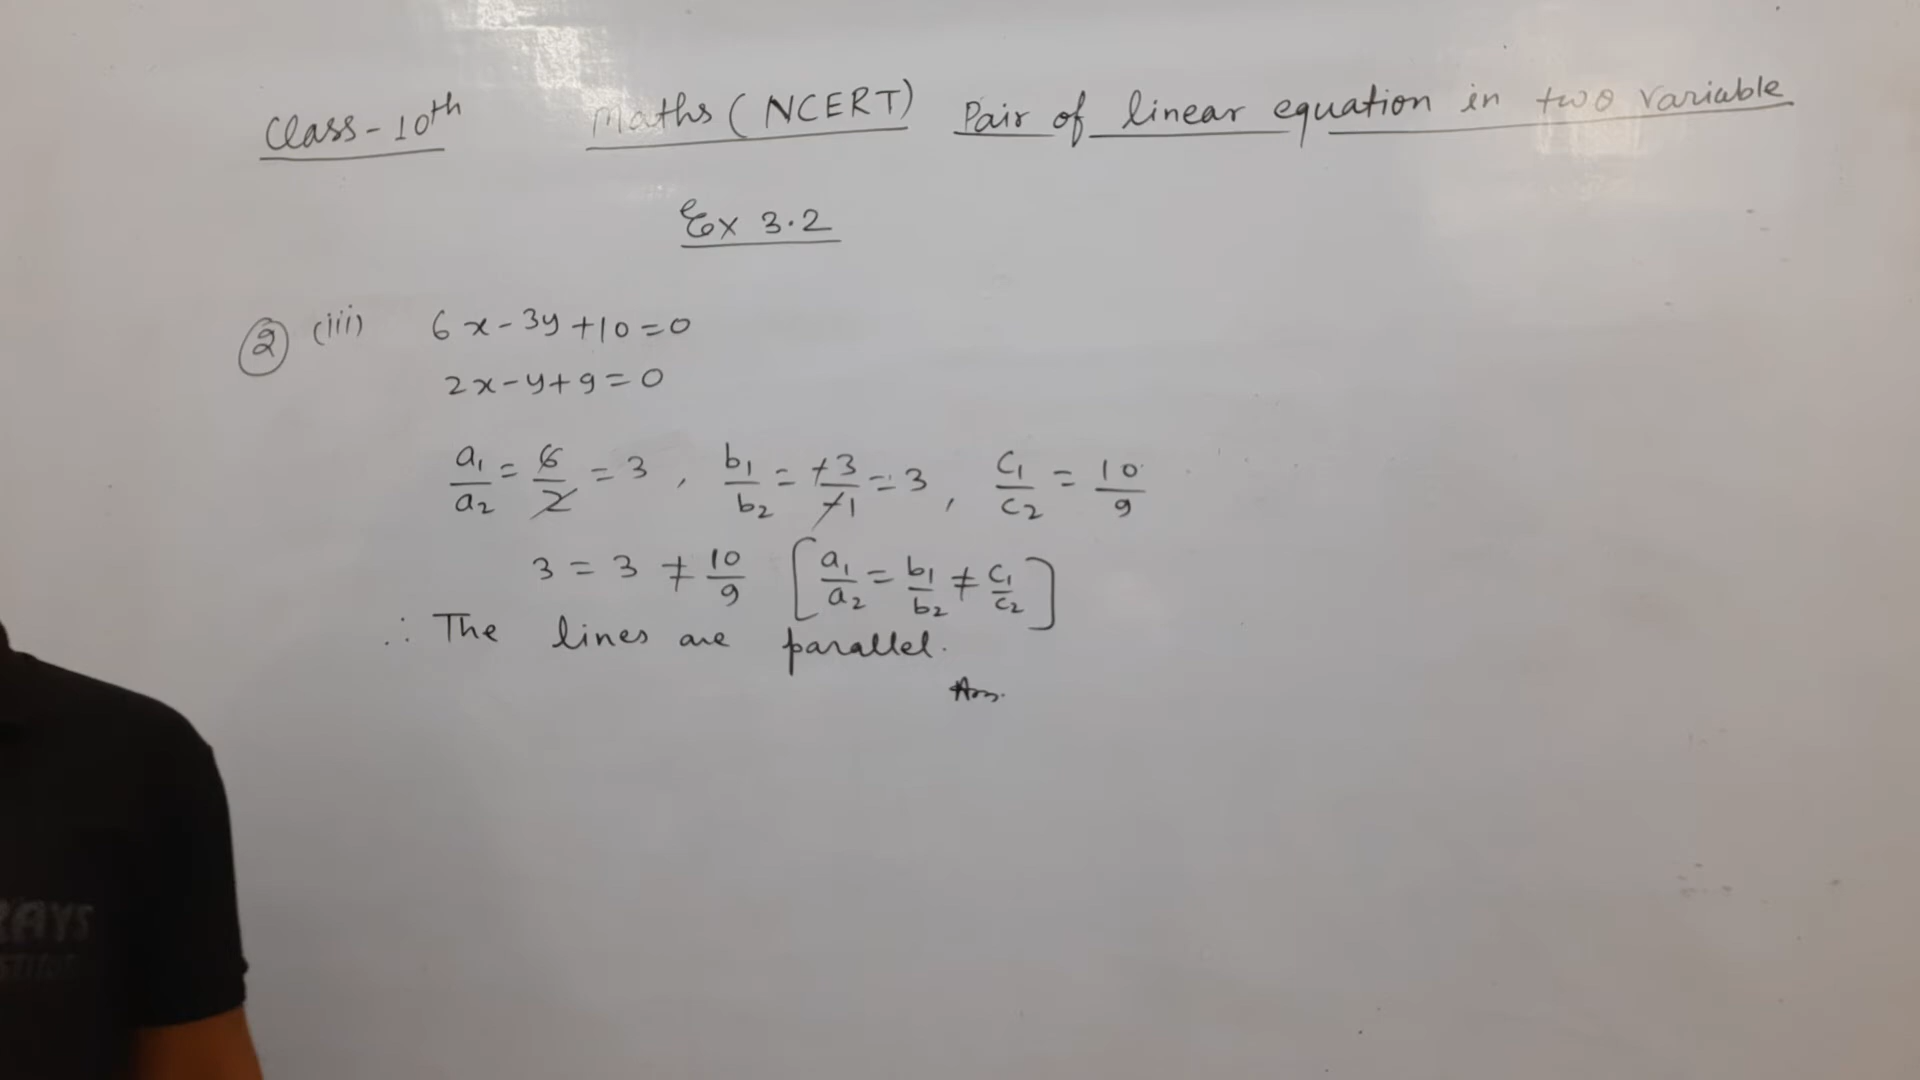 Class-10th Maths (NCERT) Pair of linear equation in two variable
Ex 3.2
② (iii) 6x-3y+10=0
2x-y+9=0
a₁/a₂ = 6/2 = 3, b₁/b₂ = -3/-1 = 3, c₁/c₂ = 10/9
3 = 3 ≠ 10/9 [a₁/a₂ = b₁/b₂ ≠ c₁/c₂]
∴ The lines are parallel.
Ans.